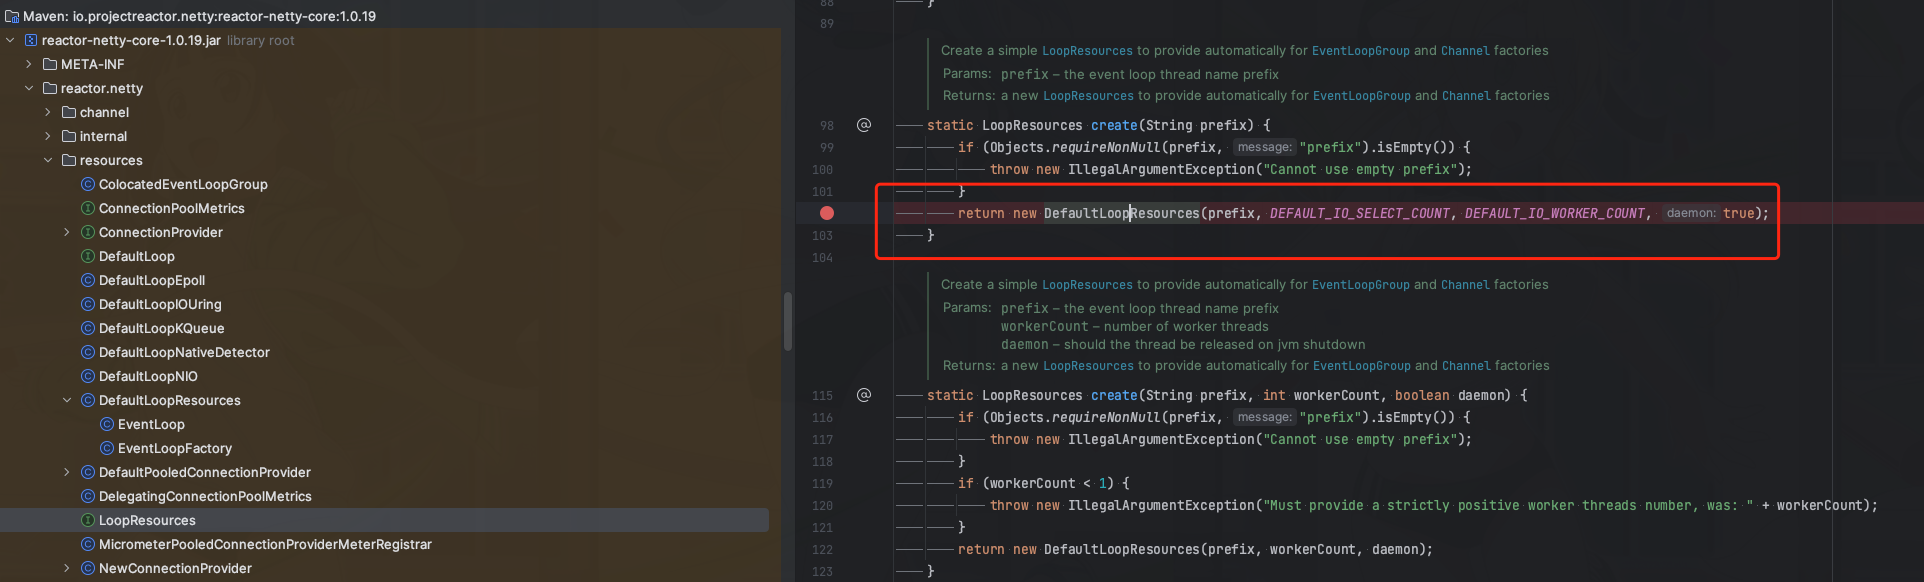 Maven: io.projectreactor.netty:reactor-netty-core:1.0.19
reactor-netty-core-1.0.19.jar library root
META-INF
reactor.netty
channel
internal
resources
ColocatedEventLoopGroup
ConnectionPoolMetrics
ConnectionProvider
DefaultLoop
DefaultLoopEpoll
DefaultLoopIOUring
DefaultLoopKQueue
DefaultLoopNativeDetector
DefaultLoopNIO
DefaultLoopResources
EventLoop
EventLoopFactory
DefaultPooledConnectionProvider
DelegatingConnectionPoolMetrics
LoopResources
MicrometerPooledConnectionProviderMeterRegistrar
NewConnectionProvider
88 }
89
Create a simple LoopResources to provide automatically for EventLoopGroup and Channel factories
Params: prefix – the event loop thread name prefix
Returns: a new LoopResources to provide automatically for EventLoopGroup and Channel factories
98 @ static LoopResources create(String prefix) {
99 if (Objects.requireNonNull(prefix, message: "prefix").isEmpty()) {
100 throw new IllegalArgumentException("Cannot use empty prefix");
101 }
return new DefaultLoopResources(prefix, DEFAULT_IO_SELECT_COUNT, DEFAULT_IO_WORKER_COUNT, daemon: true);
103 }
104
Create a simple LoopResources to provide automatically for EventLoopGroup and Channel factories
Params: prefix – the event loop thread name prefix
workerCount – number of worker threads
daemon – should the thread be released on jvm shutdown
Returns: a new LoopResources to provide automatically for EventLoopGroup and Channel factories
115 @ static LoopResources create(String prefix, int workerCount, boolean daemon) {
116 if (Objects.requireNonNull(prefix, message: "prefix").isEmpty()) {
117 throw new IllegalArgumentException("Cannot use empty prefix");
118 }
119 if (workerCount < 1) {
120 throw new IllegalArgumentException("Must provide a strictly positive worker threads number, was: " + workerCount);
121 }
122 return new DefaultLoopResources(prefix, workerCount, daemon);
123 }